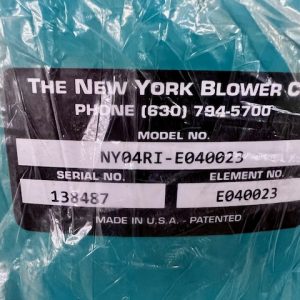 THE NEW YORK BLOWER C
PHONE (630) 794-5700
MODEL NO.
NY04RI-E040023
SERIAL NO. ELEMENT NO.
138487 E040023
MADE IN U.S.A. - PATENTED